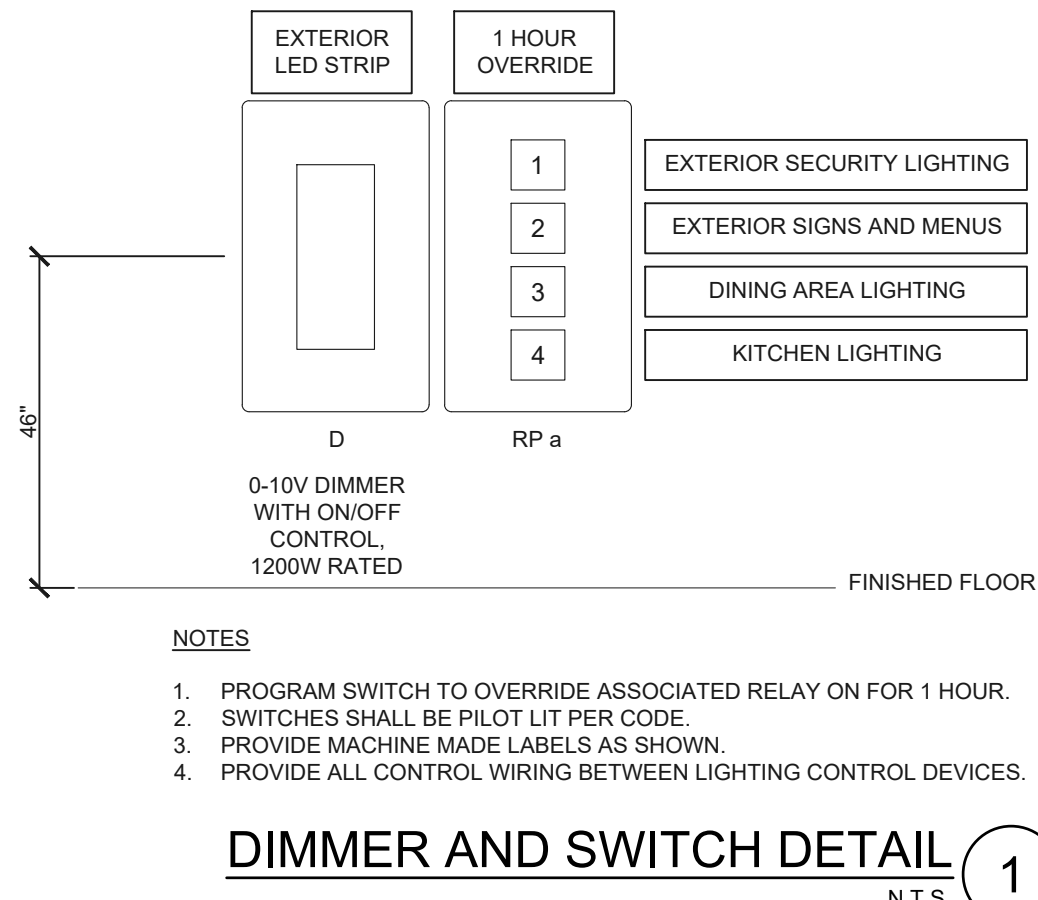 EXTERIOR
LED STRIP
1 HOUR
OVERRIDE
1
EXTERIOR SECURITY LIGHTING
2
EXTERIOR SIGNS AND MENUS
3
DINING AREA LIGHTING
4
KITCHEN LIGHTING
46"
D
RP a
0-10V DIMMER
WITH ON/OFF
CONTROL,
1200W RATED
FINISHED FLOOR
NOTES
1. PROGRAM SWITCH TO OVERRIDE ASSOCIATED RELAY ON FOR 1 HOUR.
2. SWITCHES SHALL BE PILOT LIT PER CODE.
3. PROVIDE MACHINE MADE LABELS AS SHOWN.
4. PROVIDE ALL CONTROL WIRING BETWEEN LIGHTING CONTROL DEVICES.
DIMMER AND SWITCH DETAIL
1
N.T.S.